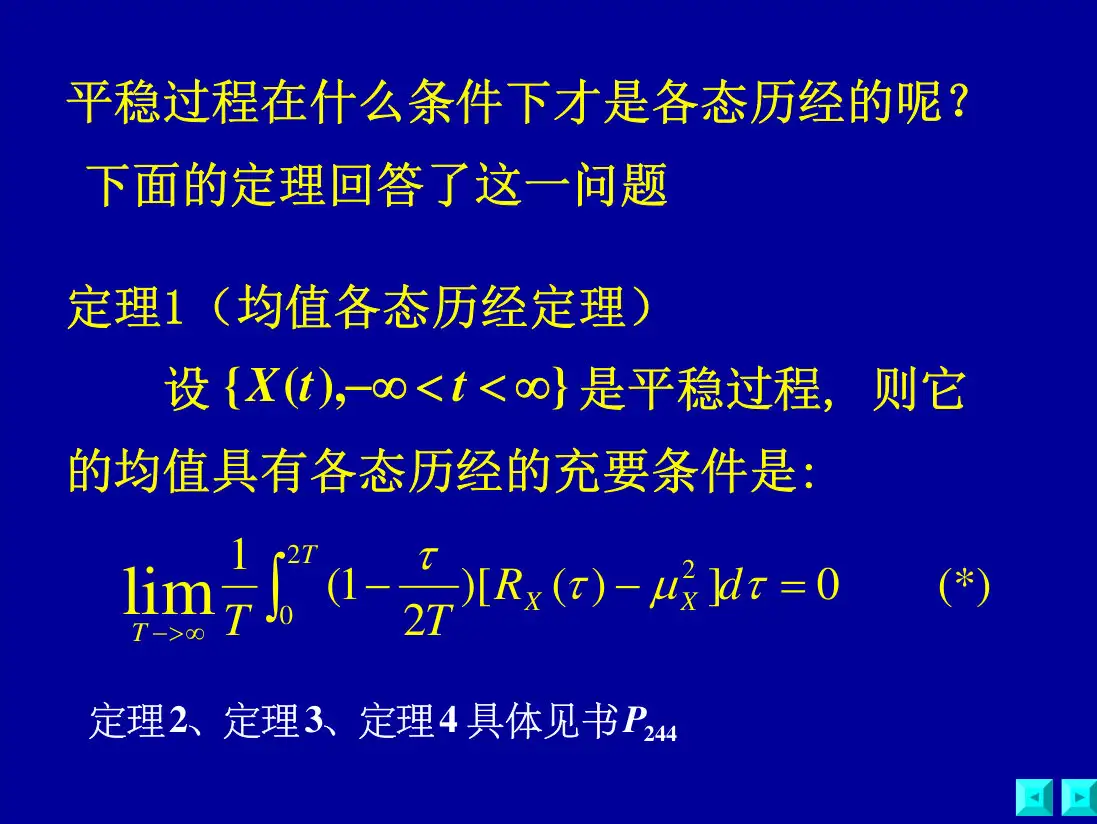 平稳过程在什么条件下才是各态历经的呢?
下面的定理回答了这一问题
定理1（均值各态历经定理）
设 {X(t),−∞<t<∞} 是平稳过程, 则它
的均值具有各态历经的充要条件是:
lim_{T−>∞} \frac{1}{T} ∫_0^{2T} (1−\frac{τ}{2T})[R_X(τ)−μ_X^2]dτ=0 (*)
定理2、定理3、定理4 具体见书P_{244}